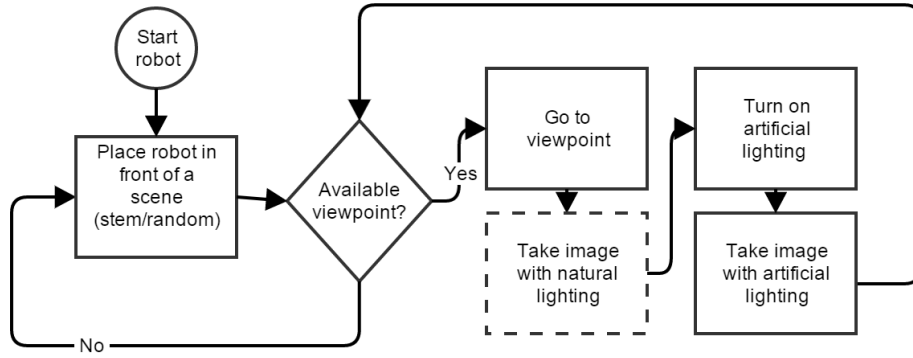 Start
robot
Place robot in
front of a
scene
(stem/random)
Available
viewpoint?
Yes
No
Go to
viewpoint
Take image
with natural
lighting
Turn on
artificial
lighting
Take image
with artificial
lighting